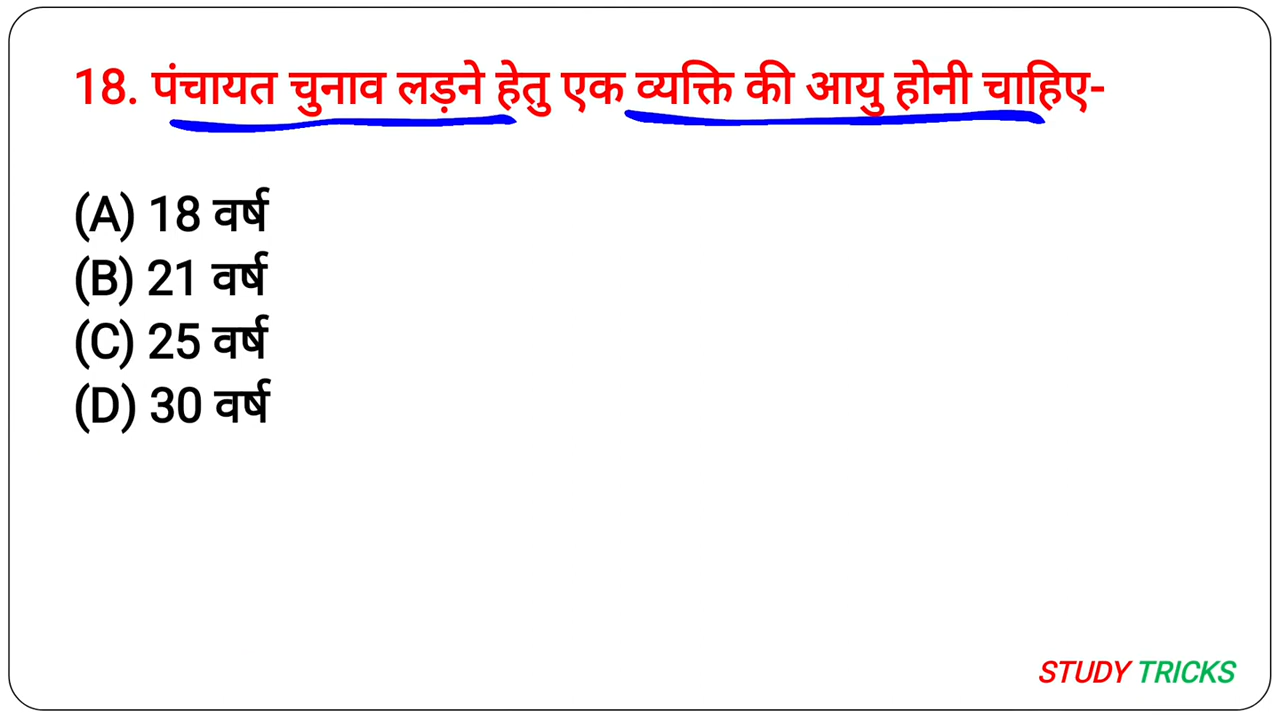 18. पंचायत चुनाव लड़ने हेतु एक व्यक्ति की आयु होनी चाहिए-
(A) 18 वर्ष
(B) 21 वर्ष
(C) 25 वर्ष
(D) 30 वर्ष
STUDY TRICKS